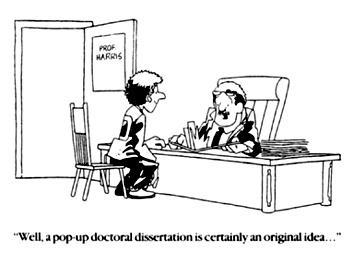 PROF.
HARRIS
“Well, a pop-up doctoral dissertation is certainly an original idea...”